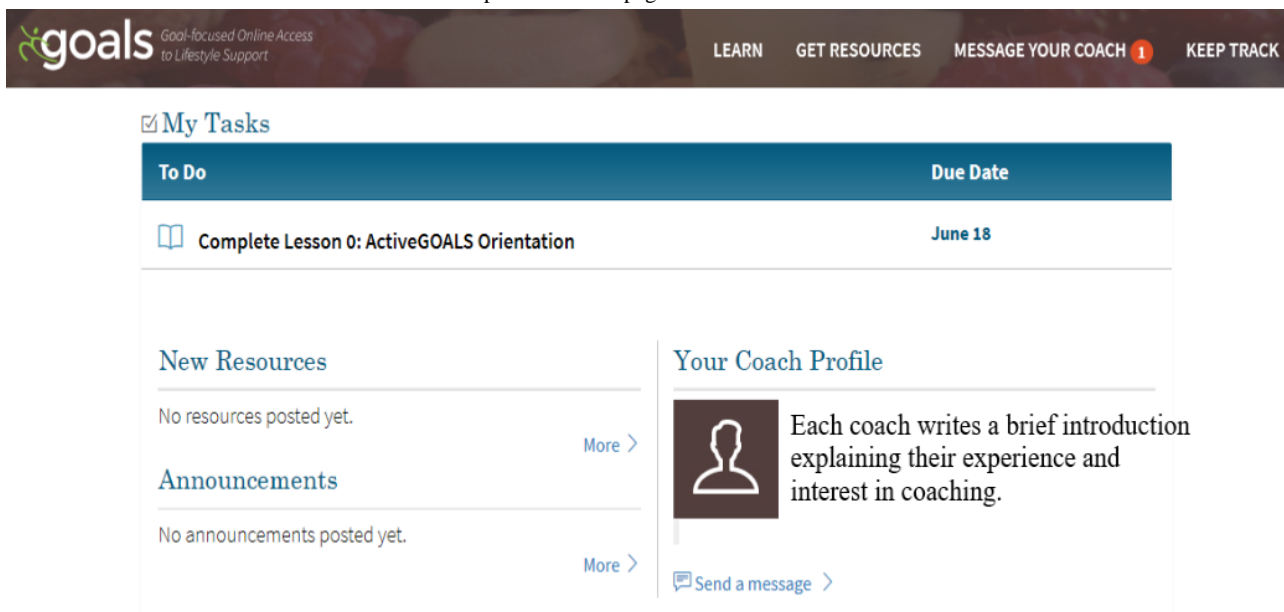 goals Goal-focused Online Access
to Lifestyle Support
LEARN GET RESOURCES MESSAGE YOUR COACH 1 KEEP TRACK
My Tasks
To Do Due Date
Complete Lesson 0: ActiveGOALS Orientation June 18
New Resources
No resources posted yet.
More >
Announcements
No announcements posted yet.
More >
Your Coach Profile
Each coach writes a brief introduction
explaining their experience and
interest in coaching.
Send a message >